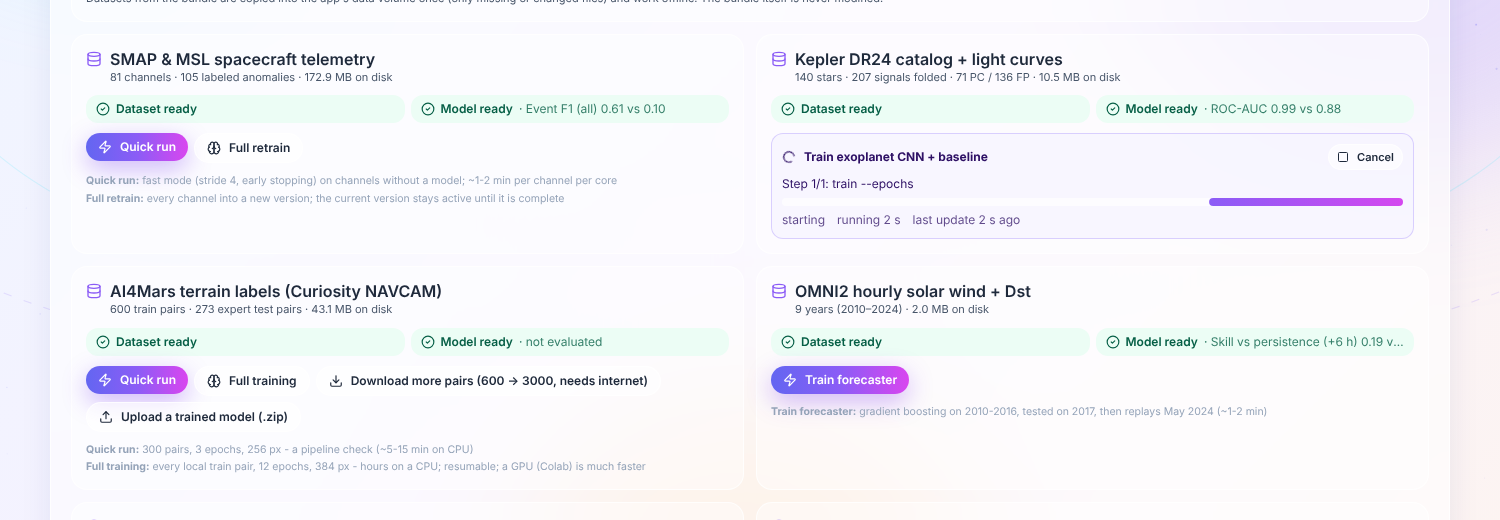 Datasets from the bundle are copied into the app's data volume once (only missing or changed files) and work offline. The bundle itself is never modified.
SMAP & MSL spacecraft telemetry
81 channels · 105 labeled anomalies · 172.9 MB on disk
Dataset ready
Model ready · Event F1 (all) 0.61 vs 0.10
Quick run
Full retrain
Quick run: fast mode (stride 4, early stopping) on channels without a model; ~1-2 min per channel per core
Full retrain: every channel into a new version; the current version stays active until it is complete
Kepler DR24 catalog + light curves
140 stars · 207 signals folded · 71 PC / 136 FP · 10.5 MB on disk
Dataset ready
Model ready · ROC-AUC 0.99 vs 0.88
Train exoplanet CNN + baseline
Cancel
Step 1/1: train --epochs
starting running 2 s last update 2 s ago
AI4Mars terrain labels (Curiosity NAVCAM)
600 train pairs · 273 expert test pairs · 43.1 MB on disk
Dataset ready
Model ready · not evaluated
Quick run
Full training
Download more pairs (600 → 3000, needs internet)
Upload a trained model (.zip)
Quick run: 300 pairs, 3 epochs, 256 px - a pipeline check (~5-15 min on CPU)
Full training: every local train pair, 12 epochs, 384 px - hours on a CPU; resumable; a GPU (Colab) is much faster
OMNI2 hourly solar wind + Dst
9 years (2010–2024) · 2.0 MB on disk
Dataset ready
Model ready · Skill vs persistence (+6 h) 0.19 v...
Train forecaster
Train forecaster: gradient boosting on 2010-2016, tested on 2017, then replays May 2024 (~1-2 min)